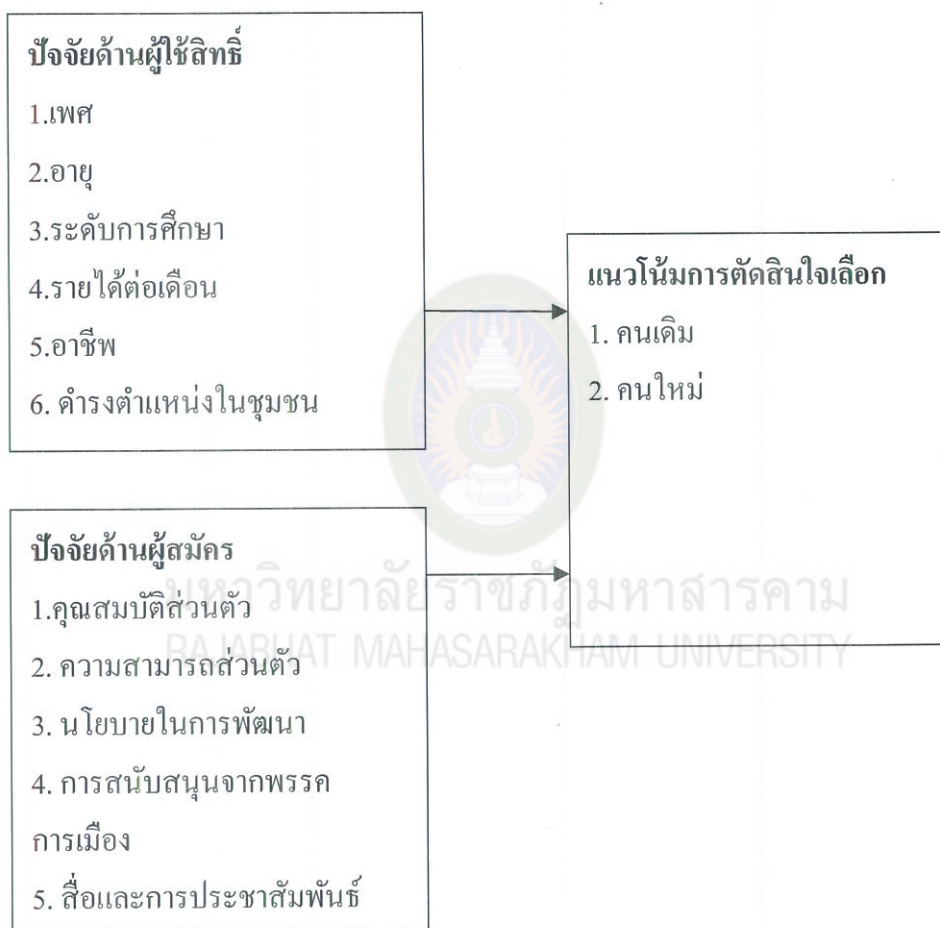 ปัจจัยด้านผู้ใช้สิทธิ์
1.เพศ
2.อายุ
3.ระดับการศึกษา
4.รายได้ต่อเดือน
5.อาชีพ
6. ดำรงตำแหน่งในชุมชน
แนวโน้มการตัดสินใจเลือก
1. คนเดิม
2. คนใหม่
ปัจจัยด้านผู้สมัคร
1.คุณสมบัติส่วนตัว
2. ความสามารถส่วนตัว
3. นโยบายในการพัฒนา
4. การสนับสนุนจากพรรค
การเมือง
5. สื่อและการประชาสัมพันธ์
มหาวิทยาลัยราชภัฏมหาสารคาม
RAJABHAT MAHASARAKHAM UNIVERSITY